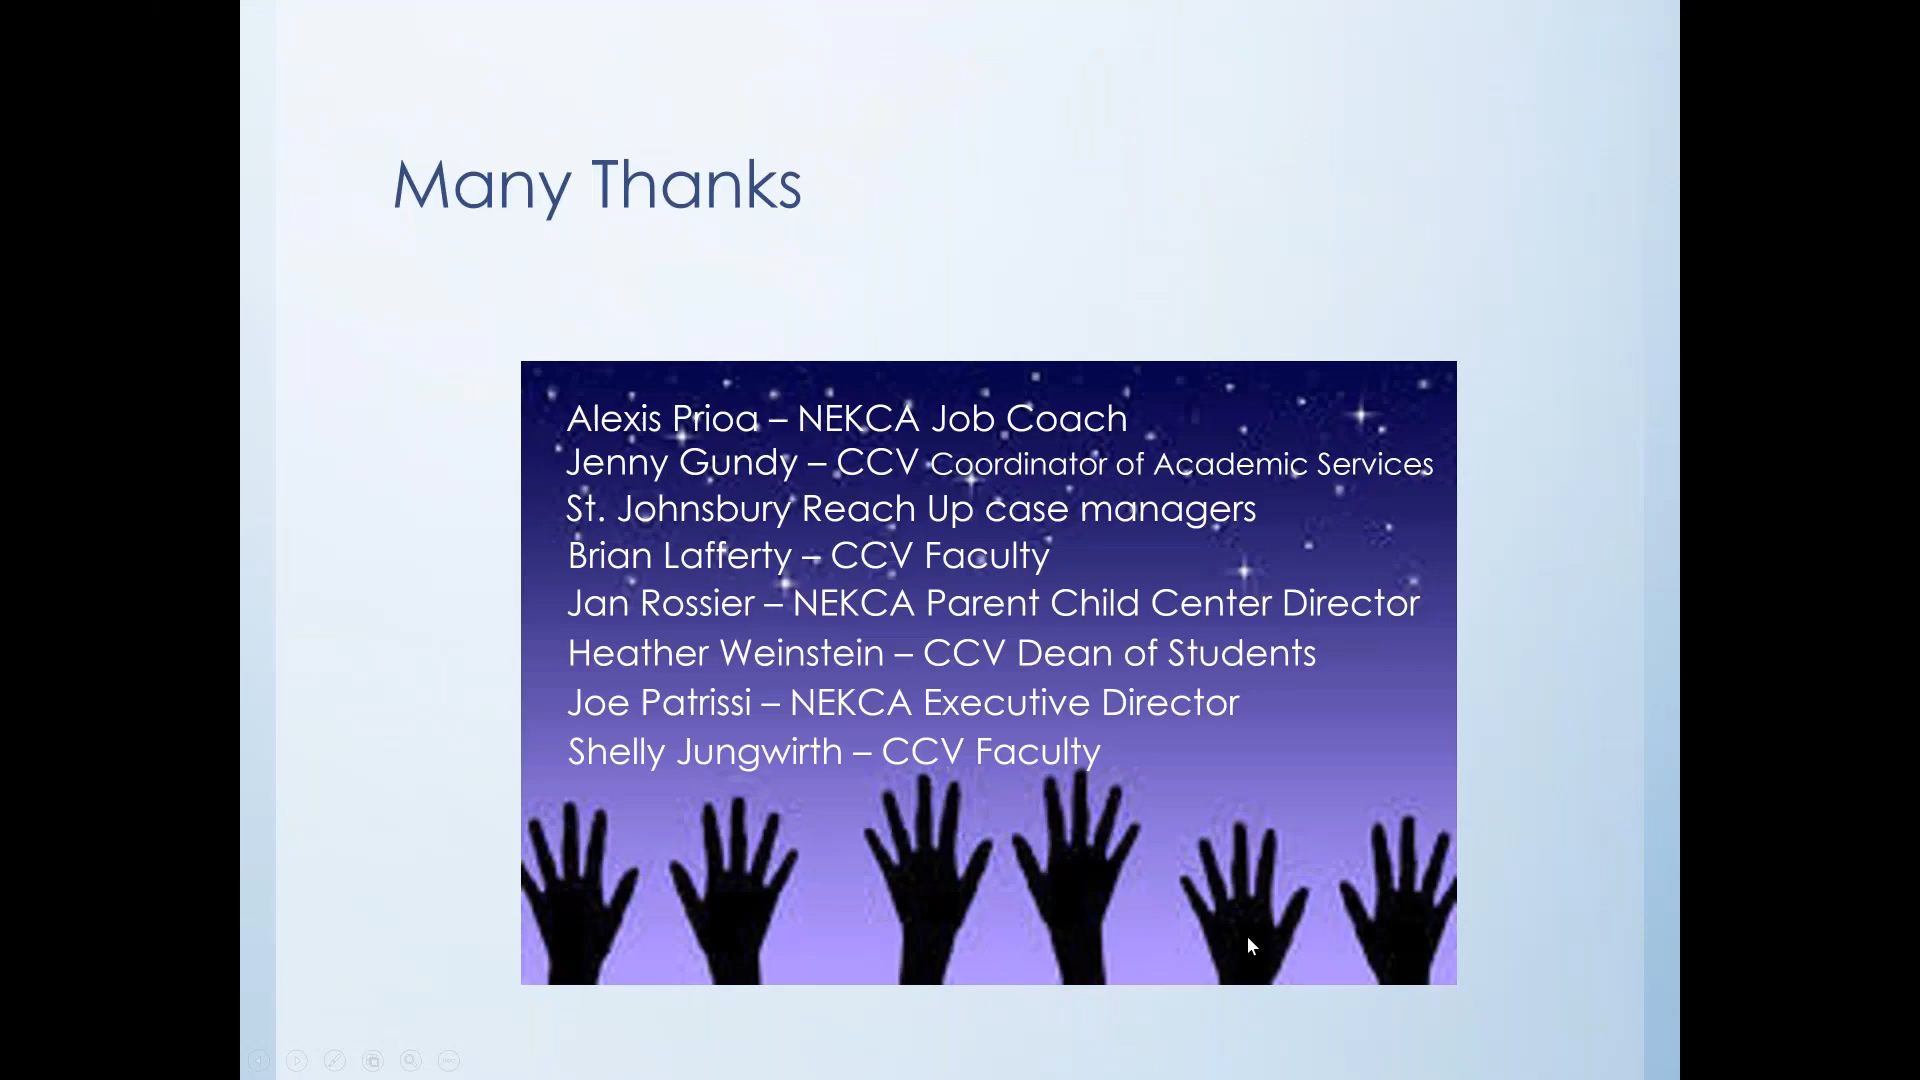 Many Thanks
Alexis Prioa – NEKCA Job Coach
Jenny Gundy – CCV Coordinator of Academic Services
St. Johnsbury Reach Up case managers
Brian Lafferty – CCV Faculty
Jan Rossier – NEKCA Parent Child Center Director
Heather Weinstein – CCV Dean of Students
Joe Patrissi – NEKCA Executive Director
Shelly Jungwirth – CCV Faculty